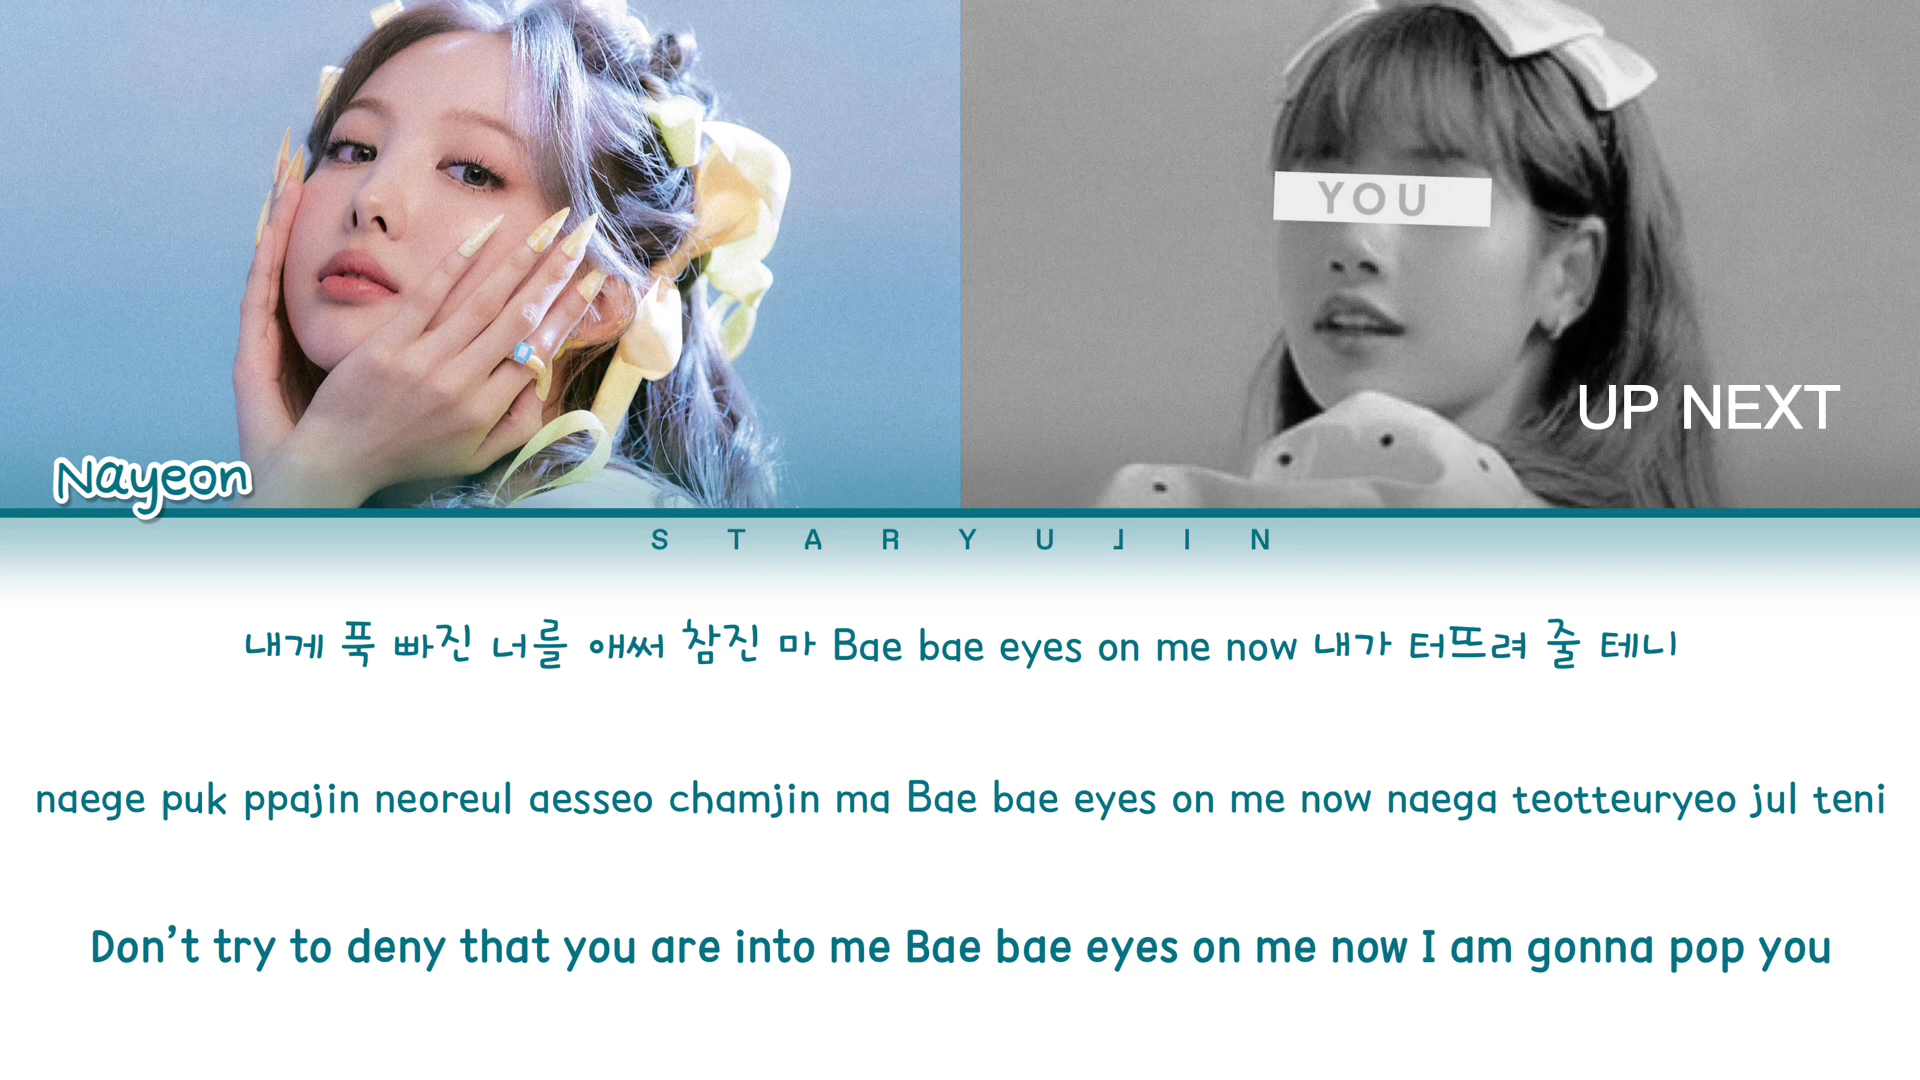 YOU
UP NEXT
Nayeon
STARYUJIN
내게 푹 빠진 너를 애써 참진 마 Bae bae eyes on me now 내가 터뜨려 줄 테니
naege puk ppajin neoreul aesseo chamjin ma Bae bae eyes on me now naega teotteuryeo jul teni
Don’t try to deny that you are into me Bae bae eyes on me now I am gonna pop you